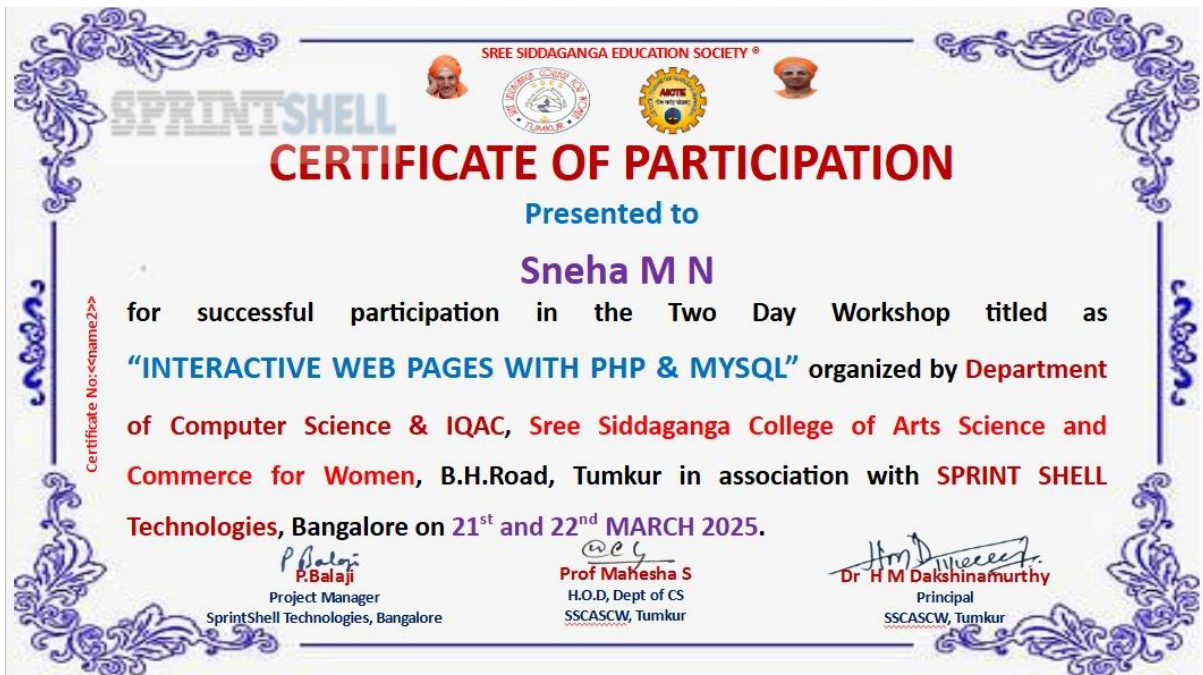 SREE SIDDAGANGA EDUCATION SOCIETY ®
SPRINTSHELL
AICTE
TUMKUR
CERTIFICATE OF PARTICIPATION
Presented to
Sneha M N
for successful participation in the Two Day Workshop titled as
“INTERACTIVE WEB PAGES WITH PHP & MYSQL” organized by Department
of Computer Science & IQAC, Sree Siddaganga College of Arts Science and
Commerce for Women, B.H.Road, Tumkur in association with SPRINT SHELL
Technologies, Bangalore on 21st and 22nd MARCH 2025.
Certificate No:<<name2>>
P Balaji
P.Balaji
Project Manager
SprintShell Technologies, Bangalore
Prof Mahesha S
H.O.D, Dept of CS
SSCASCW, Tumkur
Dr H M Dakshinamurthy
Principal
SSCASCW, Tumkur